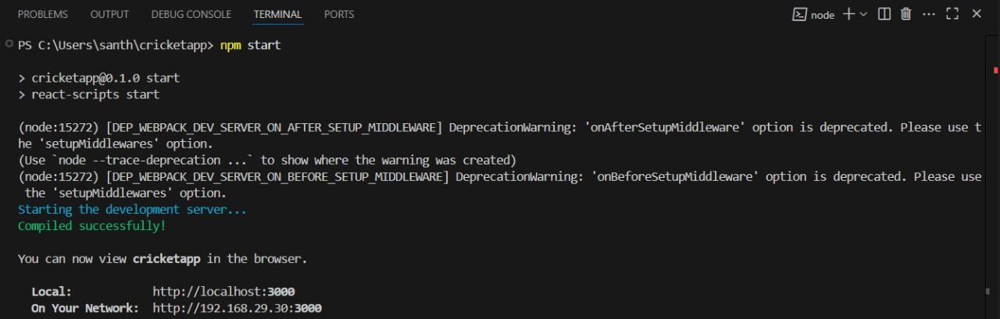 PROBLEMS OUTPUT DEBUG CONSOLE TERMINAL PORTS node
PS C:\Users\santh\cricketapp> npm start
> cricketapp@0.1.0 start
> react-scripts start
(node:15272) [DEP_WEBPACK_DEV_SERVER_ON_AFTER_SETUP_MIDDLEWARE] DeprecationWarning: 'onAfterSetupMiddleware' option is deprecated. Please use t
he 'setupMiddlewares' option.
(Use `node --trace-deprecation ...` to show where the warning was created)
(node:15272) [DEP_WEBPACK_DEV_SERVER_ON_BEFORE_SETUP_MIDDLEWARE] DeprecationWarning: 'onBeforeSetupMiddleware' option is deprecated. Please use
 the 'setupMiddlewares' option.
Starting the development server...
Compiled successfully!
You can now view cricketapp in the browser.
Local: http://localhost:3000
On Your Network: http://192.168.29.30:3000